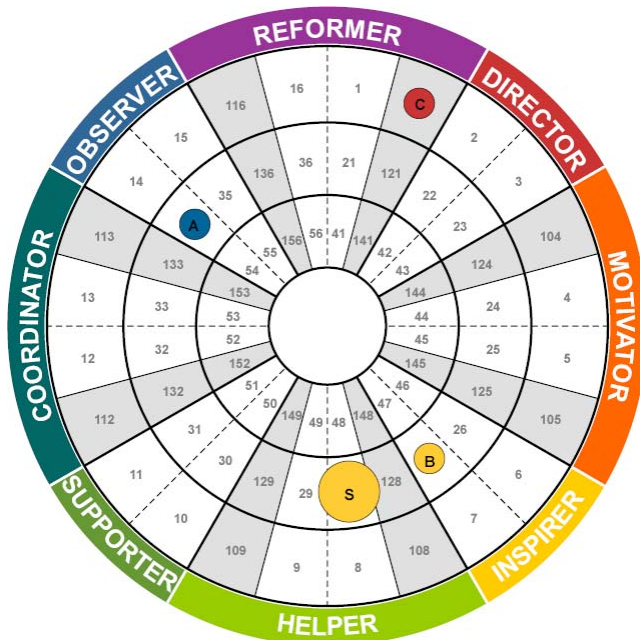 REFORMER
DIRECTOR
MOTIVATOR
INSPIRER
HELPER
SUPPORTER
COORDINATOR
OBSERVER
116 16 1 C
15 2
14 3
136 36 21 121
35 22
A 23
113 104
133 124
156 56 41 141
55 42
54 43
153 144
13 33 53 44 24 4
12 32 52 45 25 5
152 145
132 125
112 105
51 46
50 47
149 49 48 148
31 26
30 B
11 6
10 7
129 29 S 128
109 9 8 108